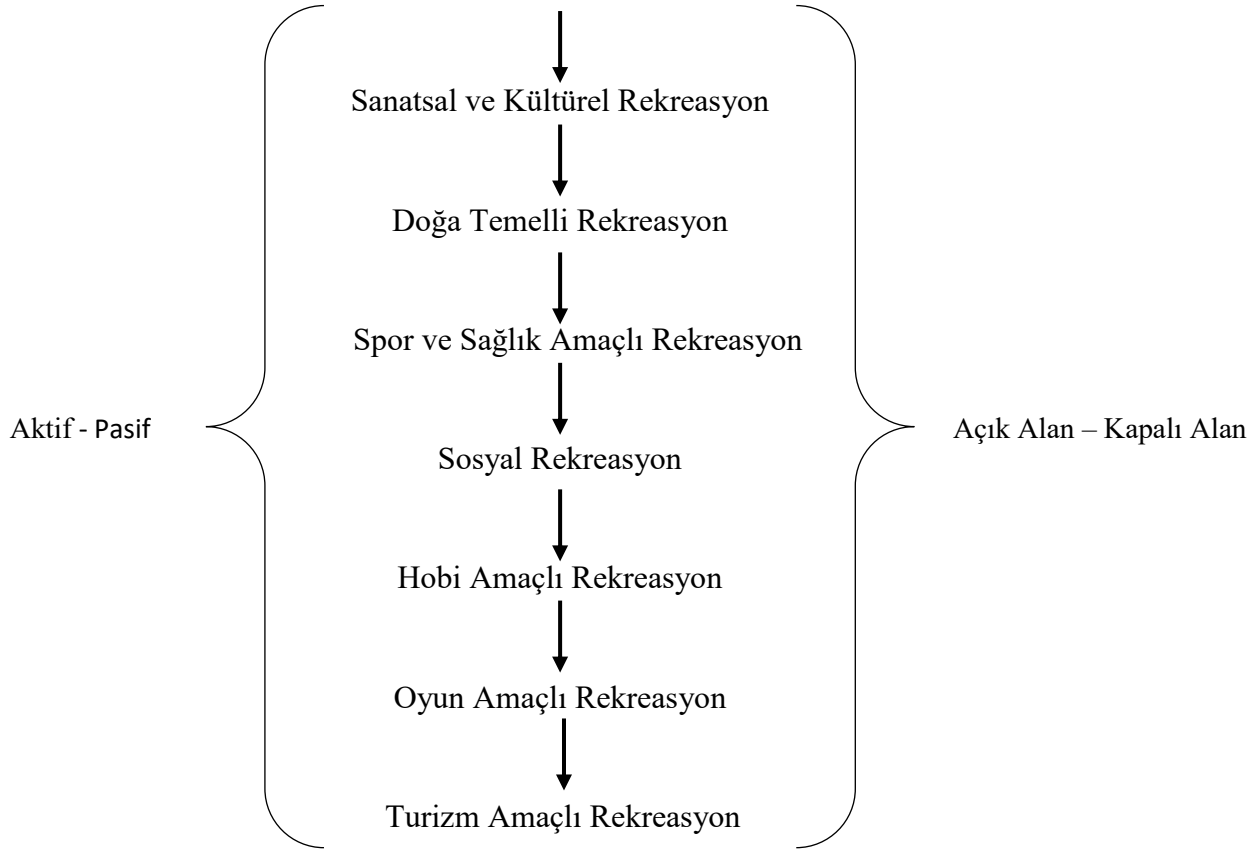 Sanatsal ve Kültürel Rekreasyon
Doğa Temelli Rekreasyon
Spor ve Sağlık Amaçlı Rekreasyon
Aktif - Pasif
Açık Alan – Kapalı Alan
Sosyal Rekreasyon
Hobi Amaçlı Rekreasyon
Oyun Amaçlı Rekreasyon
Turizm Amaçlı Rekreasyon